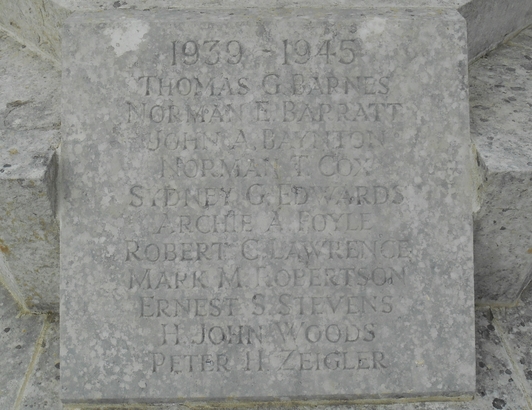 1939 - 1945
THOMAS G. BARNES
NORMAN E. BARRATT
JOHN A. BAYNTON
NORMAN T. COX
SYDNEY G. EDWARDS
ARCHIE A. FOYLE
ROBERT C. LAWRENCE
MARK M. ROBERTSON
ERNEST S. STEVENS
H. JOHN WOODS
PETER H. ZEIGLER